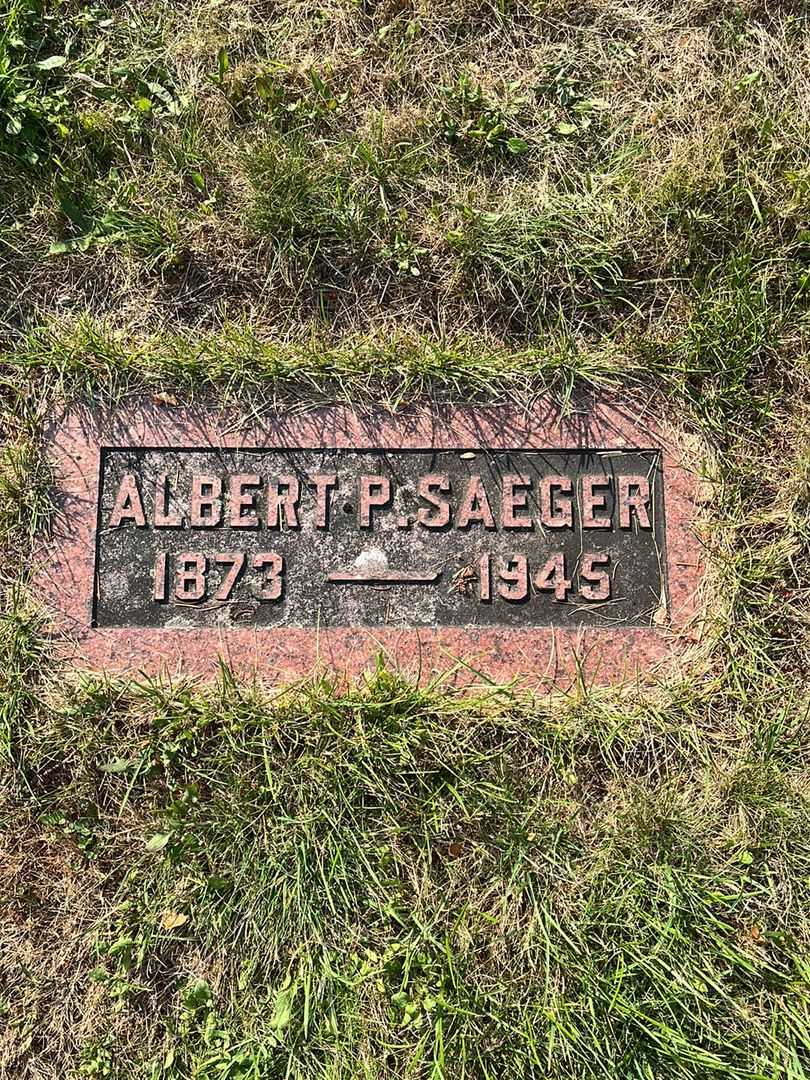 ALBERT P. SAEGER
1873 — 1945